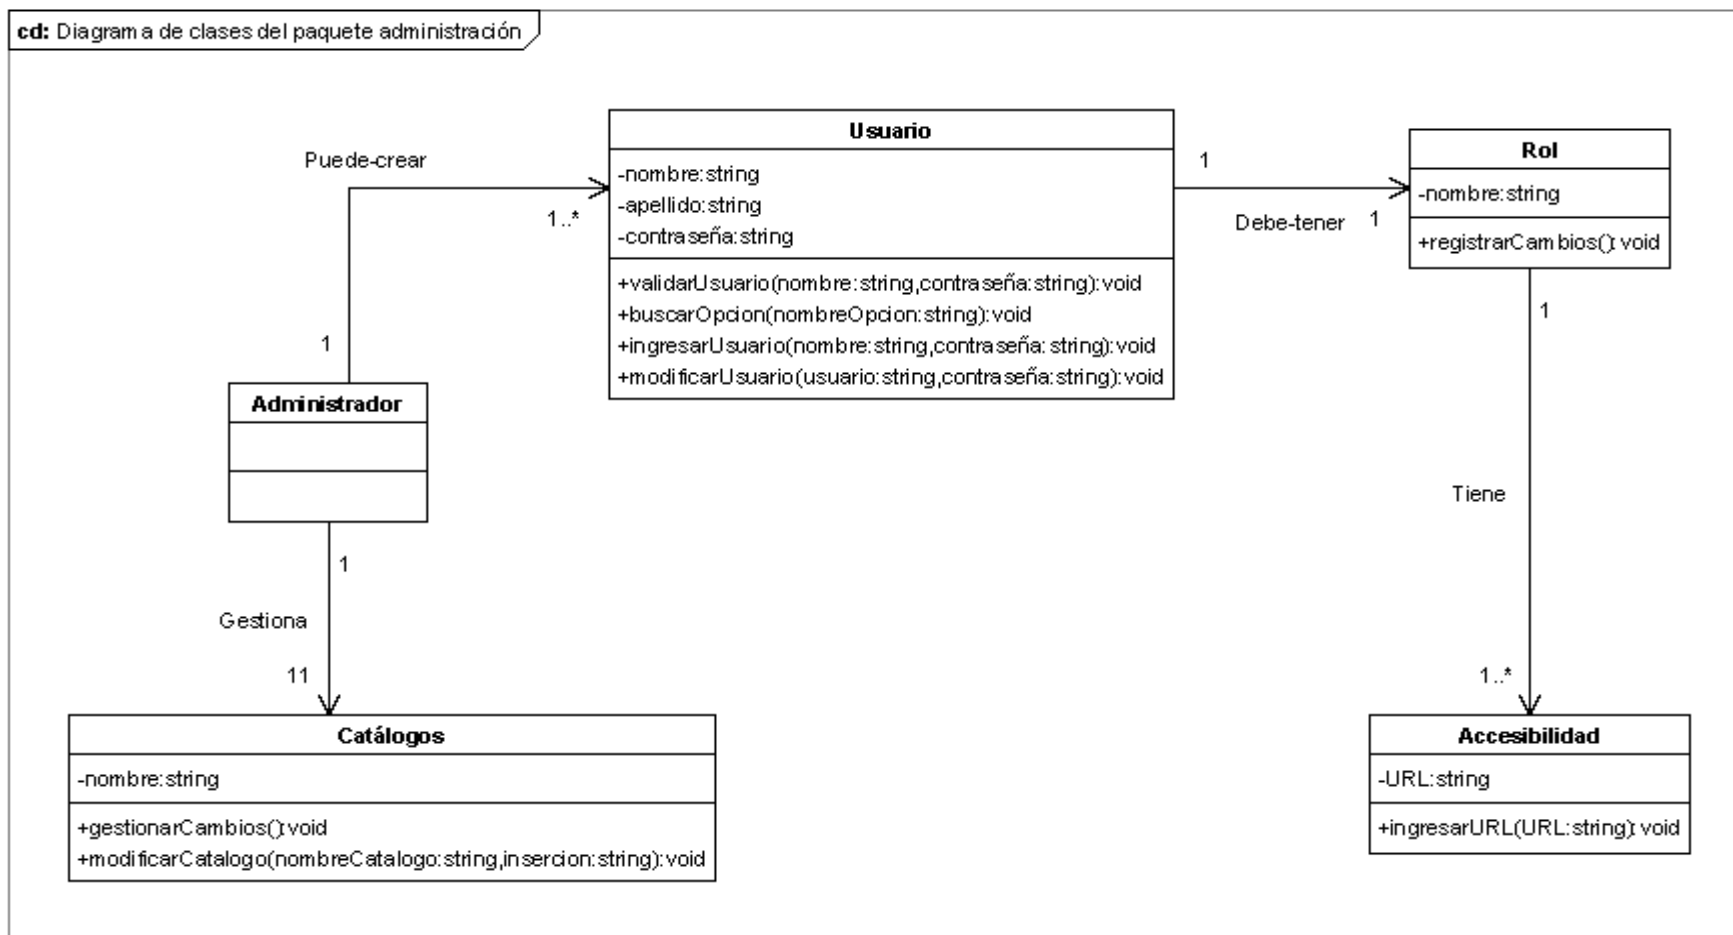 cd: Diagrama de clases del paquete administración
Puede-crear
1..*
1
Usuario
-nombre:string
-apellido:string
-contraseña:string
+validarUsuario(nombre:string,contraseña:string):void
+buscarOpcion(nombreOpcion:string):void
+ingresarUsuario(nombre:string,contraseña:string):void
+modificarUsuario(usuario:string,contraseña:string):void
1
Debe-tener
1
Rol
-nombre:string
+registrarCambios():void
1
Tiene
1..*
Administrador
1
Gestiona
11
Catálogos
-nombre:string
+gestionarCambios():void
+modificarCatalogo(nombreCatalogo:string,insercion:string):void
Accesibilidad
-URL:string
+ingresarURL(URL:string):void